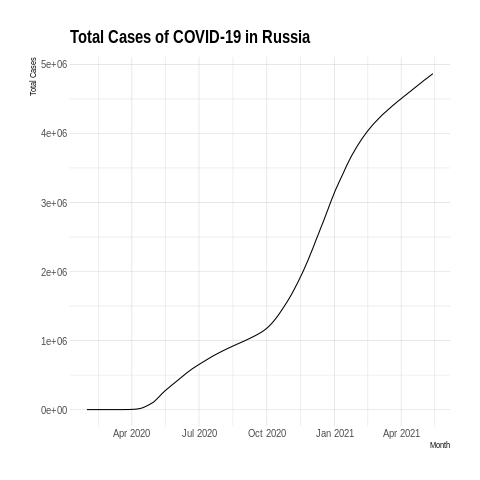 Total Cases of COVID-19 in Russia
Total Cases
5e+06
4e+06
3e+06
2e+06
1e+06
0e+00
Apr 2020 Jul 2020 Oct 2020 Jan 2021 Apr 2021
Month